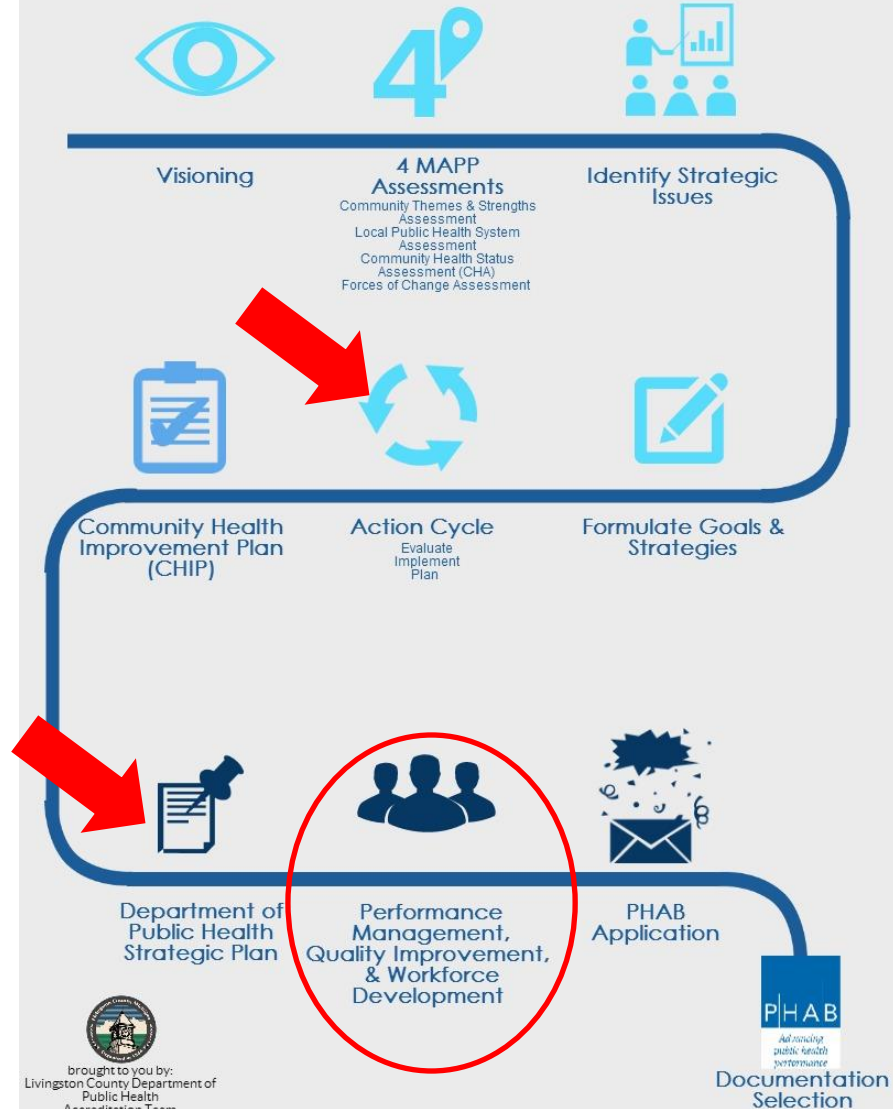 4
Visioning
4 MAPP
Assessments
Community Themes & Strengths
Assessment
Local Public Health System
Assessment
Community Health Status
Assessment (CHA)
Forces of Change Assessment
Identify Strategic
Issues
Community Health
Improvement Plan
(CHIP)
Action Cycle
Evaluate
Implement
Plan
Formulate Goals &
Strategies
Department of
Public Health
Strategic Plan
Performance
Management,
Quality Improvement,
& Workforce
Development
PHAB
Application
PHAB
Advancing
public health
performance
Documentation
Selection
brought to you by:
Livingston County Department of
Public Health
Accreditation Team